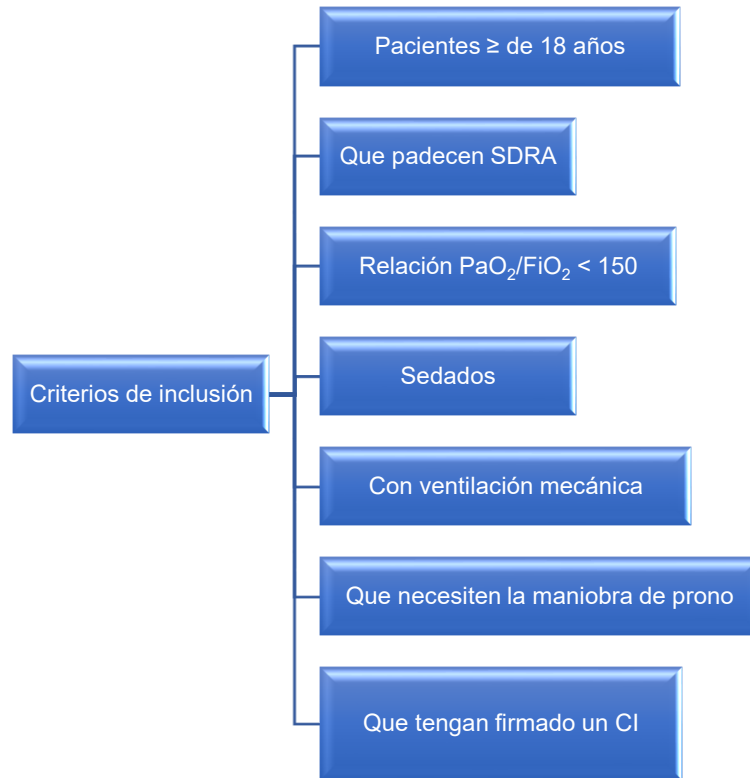 Pacientes ≥ de 18 años
Que padecen SDRA
Relación PaO₂/FiO₂ < 150
Criterios de inclusión
Sedados
Con ventilación mecánica
Que necesiten la maniobra de prono
Que tengan firmado un CI